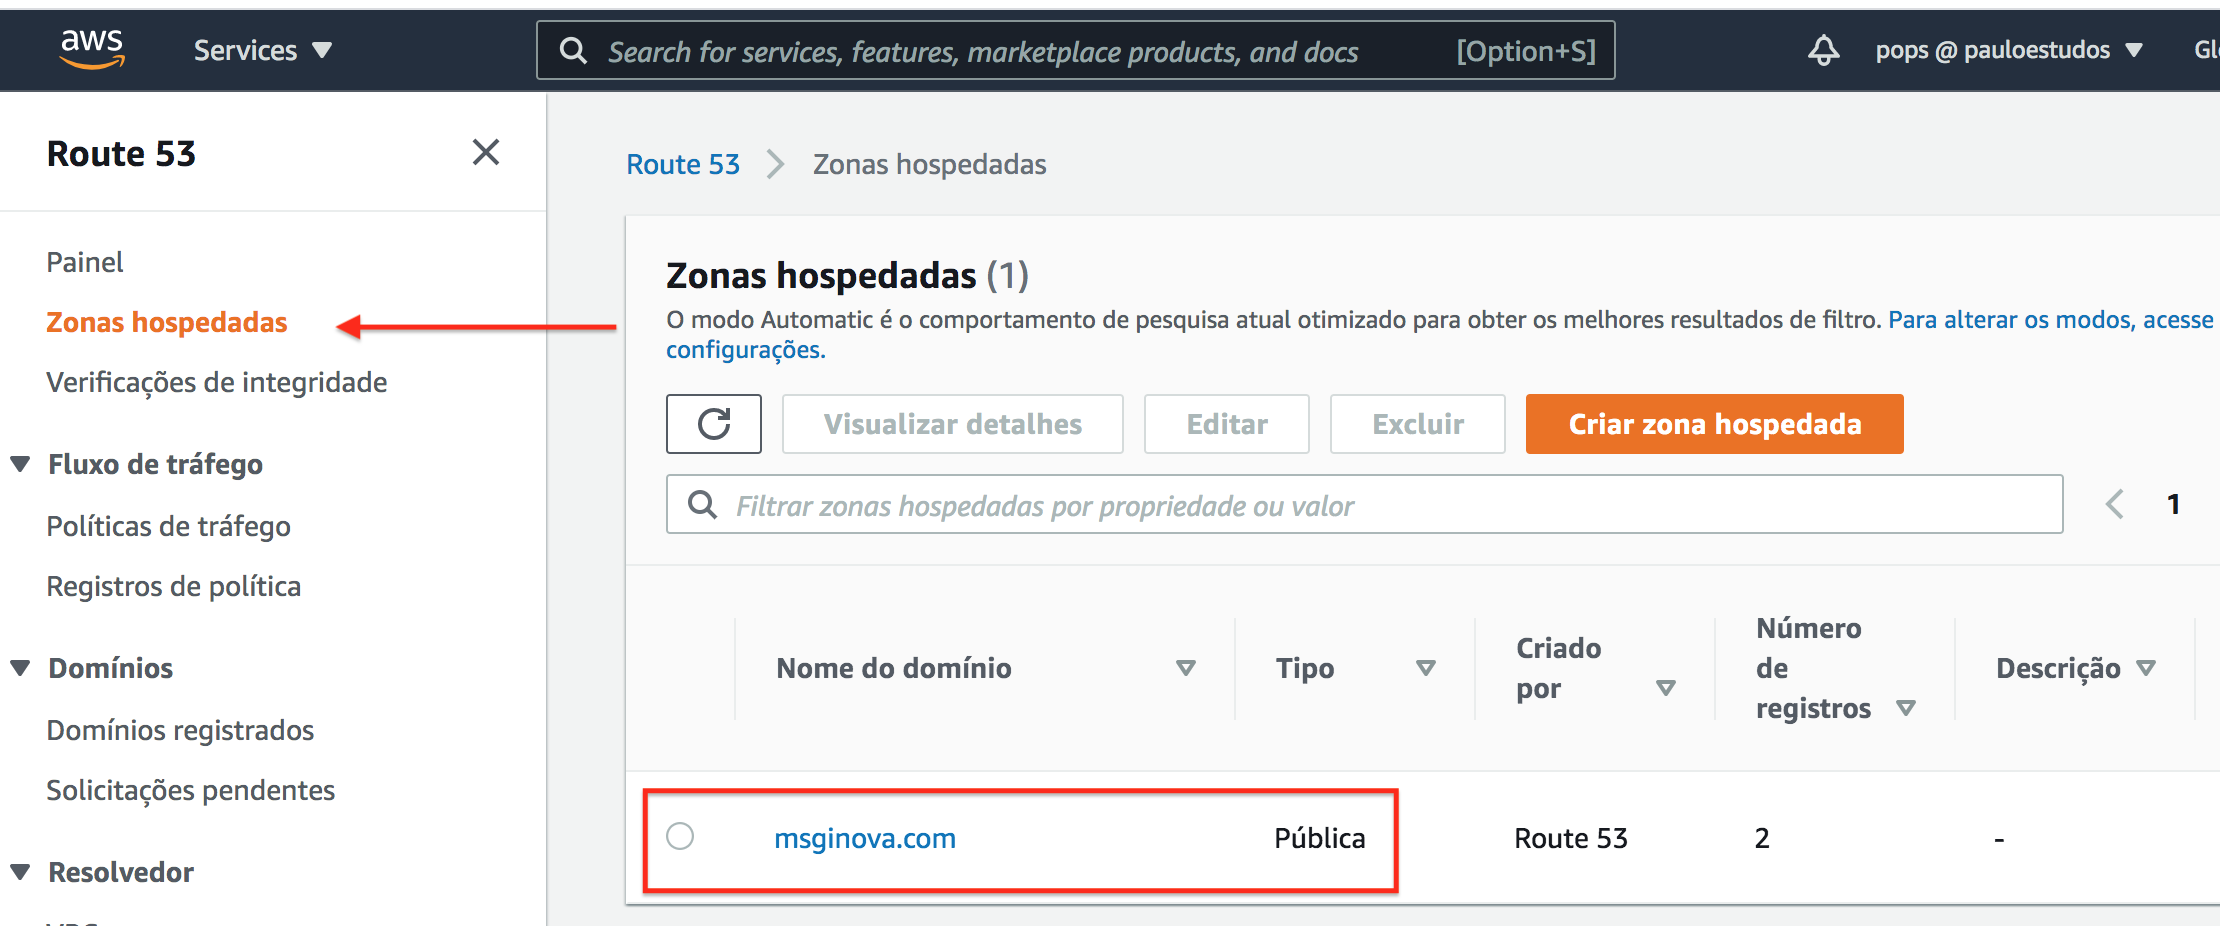 aws
Services
Search for services, features, marketplace products, and docs
[Option+S]
pops @ pauloestudos
Route 53
Painel
Zonas hospedadas
Verificações de integridade
Fluxo de tráfego
Políticas de tráfego
Registros de política
Domínios
Domínios registrados
Solicitações pendentes
Resolvedor
Route 53 > Zonas hospedadas
Zonas hospedadas (1)
O modo Automatic é o comportamento de pesquisa atual otimizado para obter os melhores resultados de filtro. Para alterar os modos, acesse
configurações.
Visualizar detalhes
Editar
Excluir
Criar zona hospedada
Filtrar zonas hospedadas por propriedade ou valor
1
Nome do domínio
Tipo
Criado
por
Número
de
registros
Descrição
msginova.com
Pública
Route 53
2
-